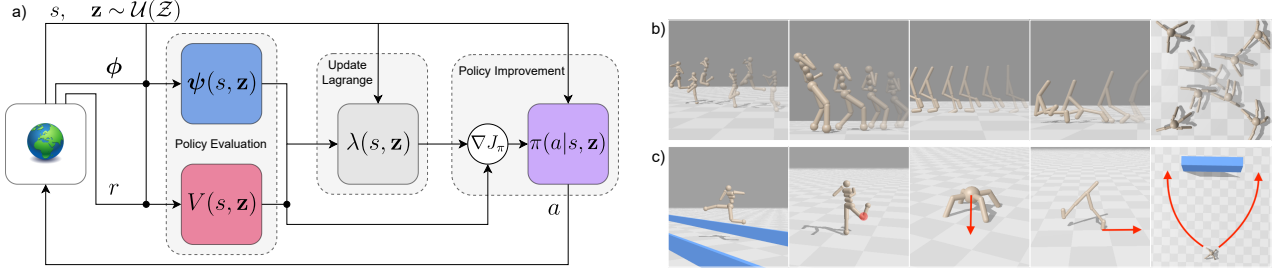 a)
s, z ∼ 𝒰(𝒵)
ϕ
r
ψ(s, z)
Policy Evaluation
V(s, z)
Update
Lagrange
λ(s, z)
Policy Improvement
∇J_π
π(a|s, z)
a
b)
c)